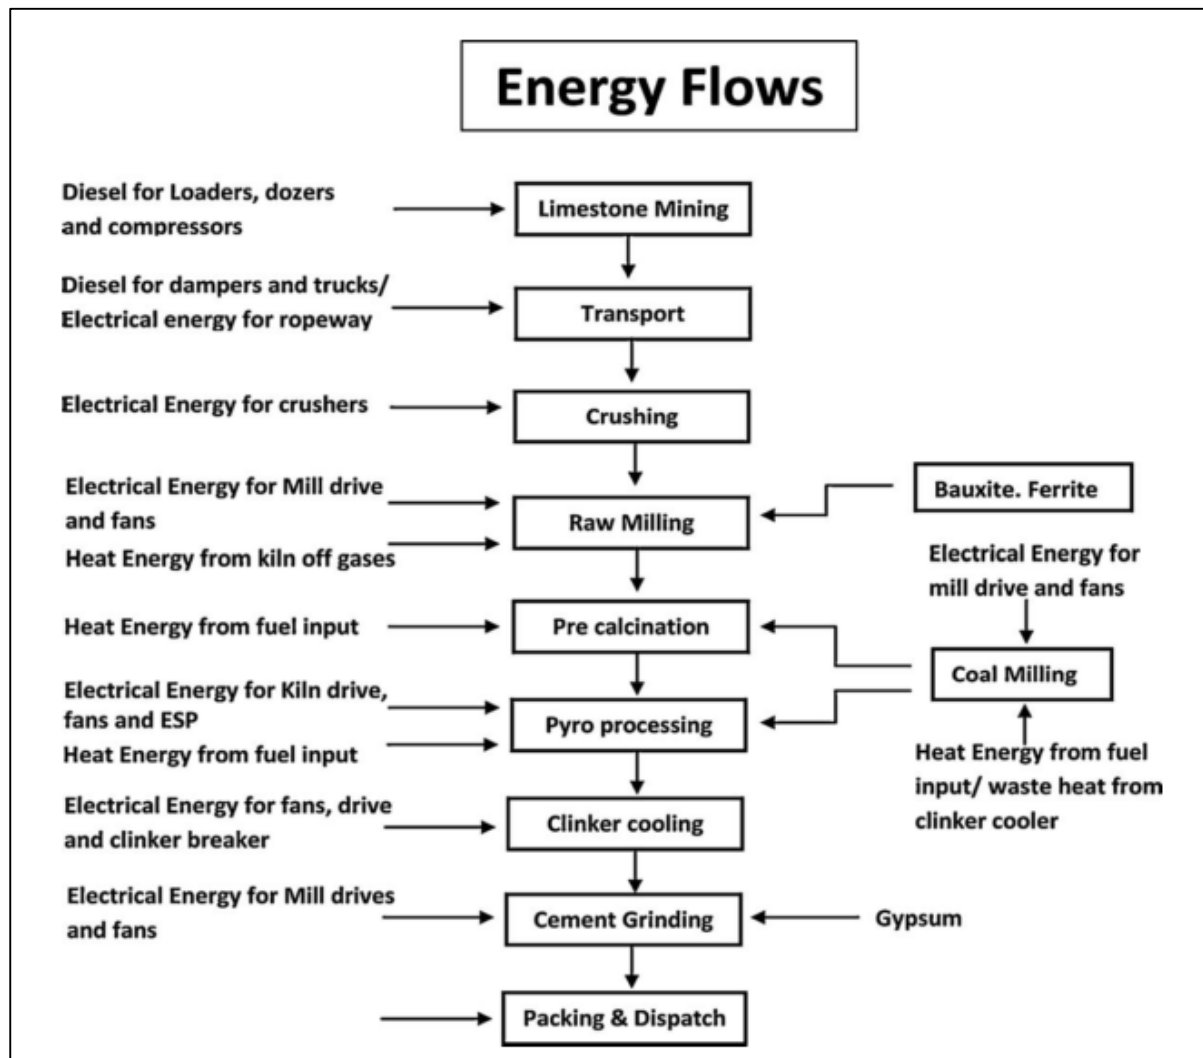 Energy Flows
Diesel for Loaders, dozers
and compressors
Limestone Mining
Diesel for dampers and trucks/
Electrical energy for ropeway
Transport
Electrical Energy for crushers
Crushing
Electrical Energy for Mill drive
and fans
Heat Energy from kiln off gases
Raw Milling
Bauxite. Ferrite
Electrical Energy for
mill drive and fans
Heat Energy from fuel input
Pre calcination
Coal Milling
Electrical Energy for Kiln drive,
fans and ESP
Heat Energy from fuel input
Pyro processing
Heat Energy from fuel
input/ waste heat from
clinker cooler
Electrical Energy for fans, drive
and clinker breaker
Clinker cooling
Electrical Energy for Mill drives
and fans
Cement Grinding
Gypsum
Packing & Dispatch